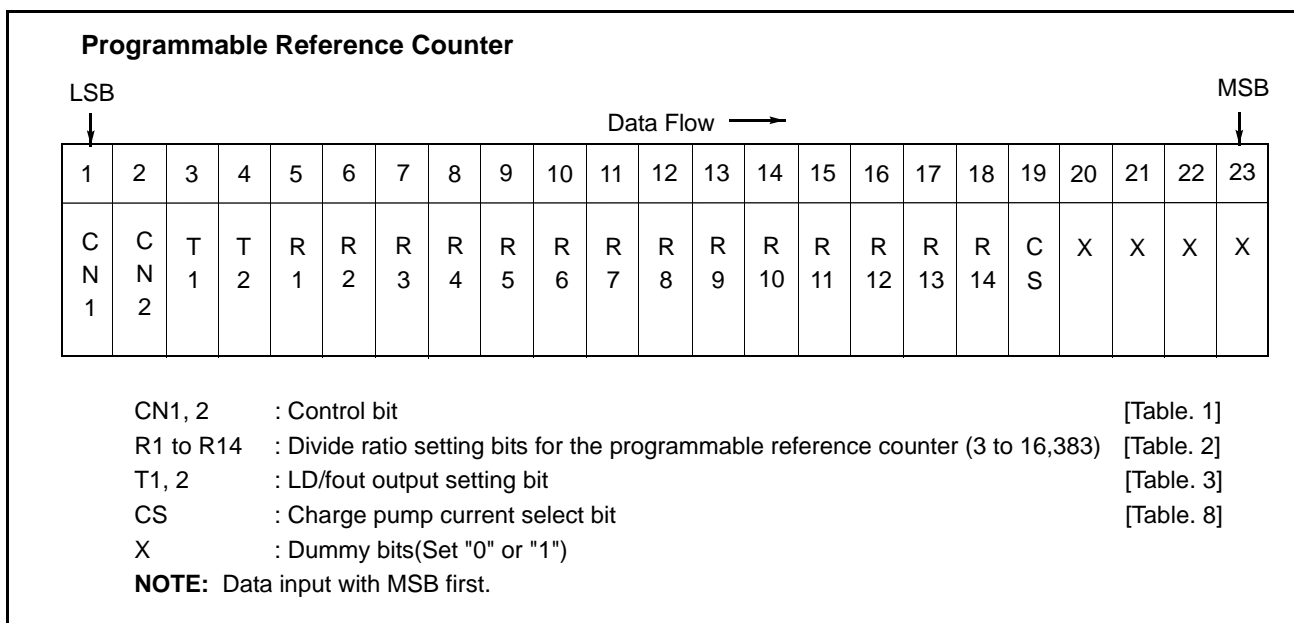 Programmable Reference Counter
LSB
MSB
Data Flow
1 2 3 4 5 6 7 8 9 10 11 12 13 14 15 16 17 18 19 20 21 22 23
CN1 CN2 T1 T2 R1 R2 R3 R4 R5 R6 R7 R8 R9 R10 R11 R12 R13 R14 CS X X X X
CN1, 2 : Control bit [Table. 1]
R1 to R14 : Divide ratio setting bits for the programmable reference counter (3 to 16,383) [Table. 2]
T1, 2 : LD/fout output setting bit [Table. 3]
CS : Charge pump current select bit [Table. 8]
X : Dummy bits(Set "0" or "1")
NOTE: Data input with MSB first.